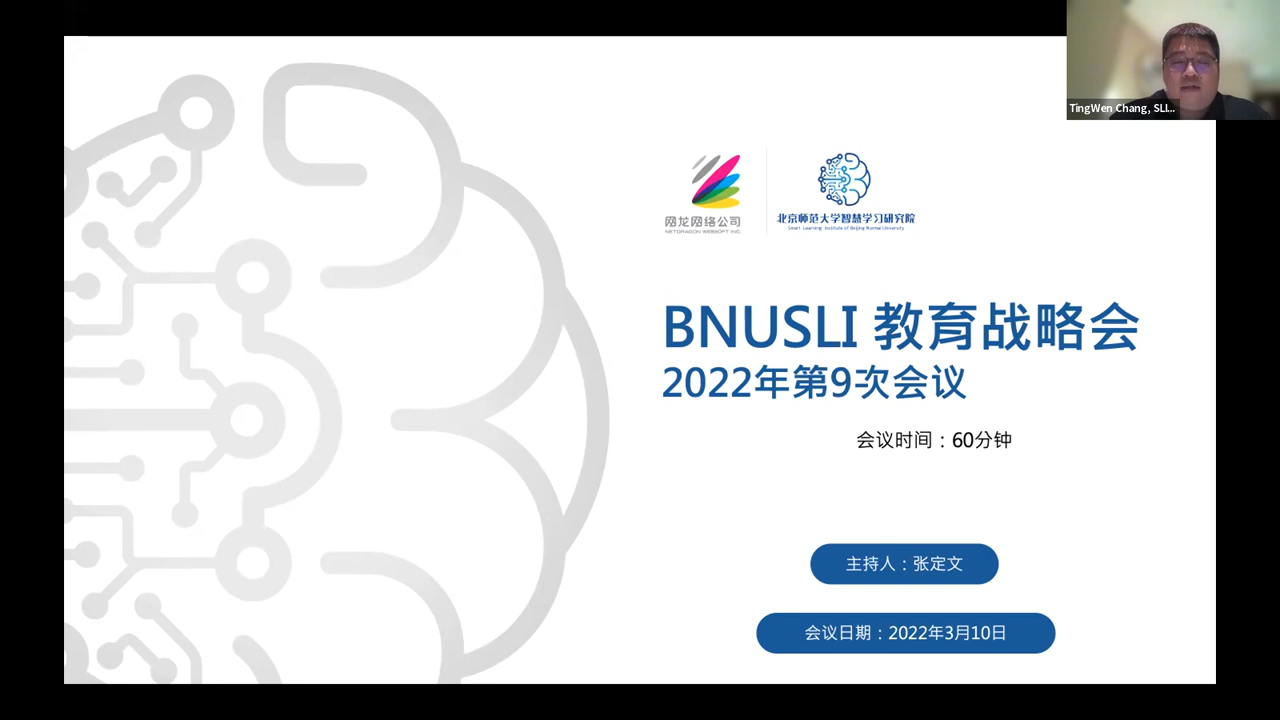 TingWen Chang, SLI...
网龙网络公司
NETDRAGON WEBSOFT INC.
北京师范大学智慧学习研究院
Smart Learning Institute of Beijing Normal University
BNUSLI 教育战略会
2022年第9次会议
会议时间：60分钟
主持人：张定文
会议日期：2022年3月10日